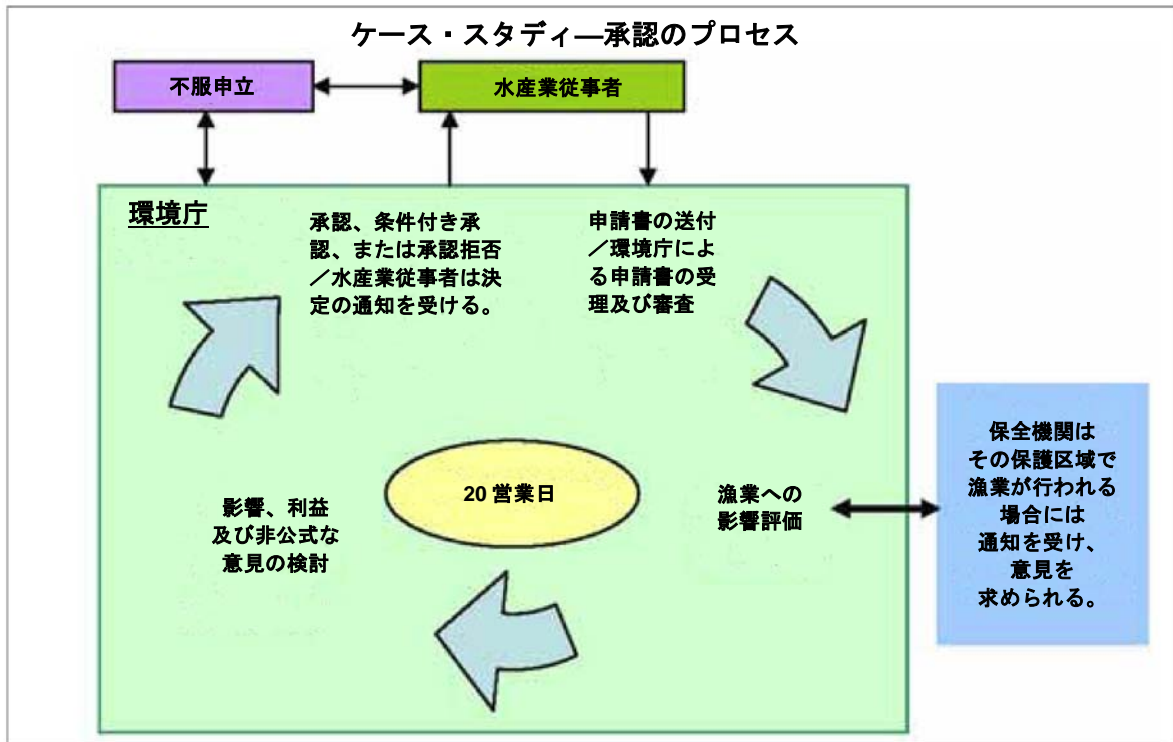 ケース・スタディ―承認のプロセス
不服申立
水産業従事者
環境庁
承認、条件付き承
認、または承認拒否
／水産業従事者は決
定の通知を受ける。
申請書の送付
／環境庁によ
る申請書の受
理及び審査
保全機関は
その保護区域で
漁業が行われる
場合には
通知を受け、
意見を
求められる。
漁業への
影響評価
20 営業日
影響、利益
及び非公式な
意見の検討